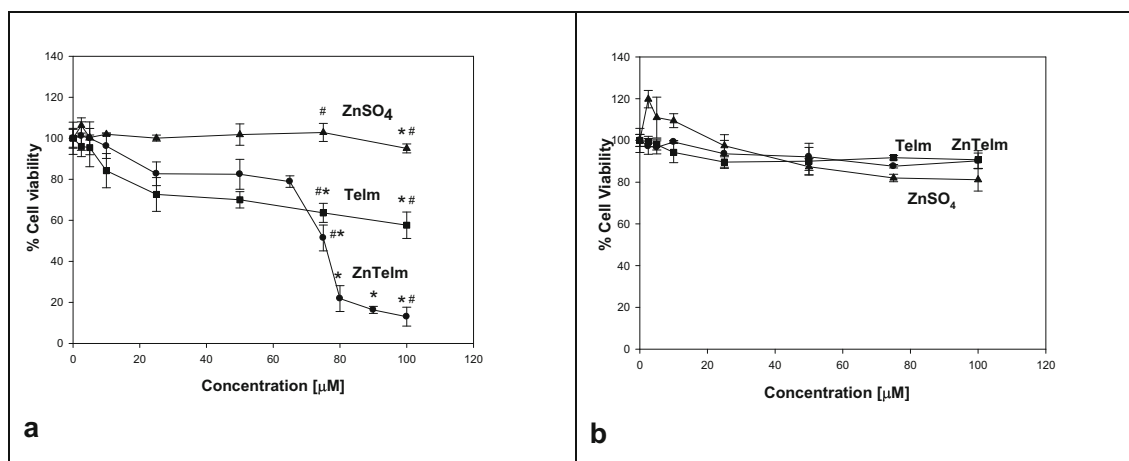 140
120
100
80
60
40
20
0
% Cell viability
0 20 40 60 80 100 120
Concentration [μM]
ZnSO4
#
*#
Telm
#*
*#
#*
ZnTelm
*
*
*#
a
140
120
100
80
60
40
20
0
% Cell Viability
0 20 40 60 80 100 120
Concentration [μM]
Telm
ZnTelm
ZnSO4
b